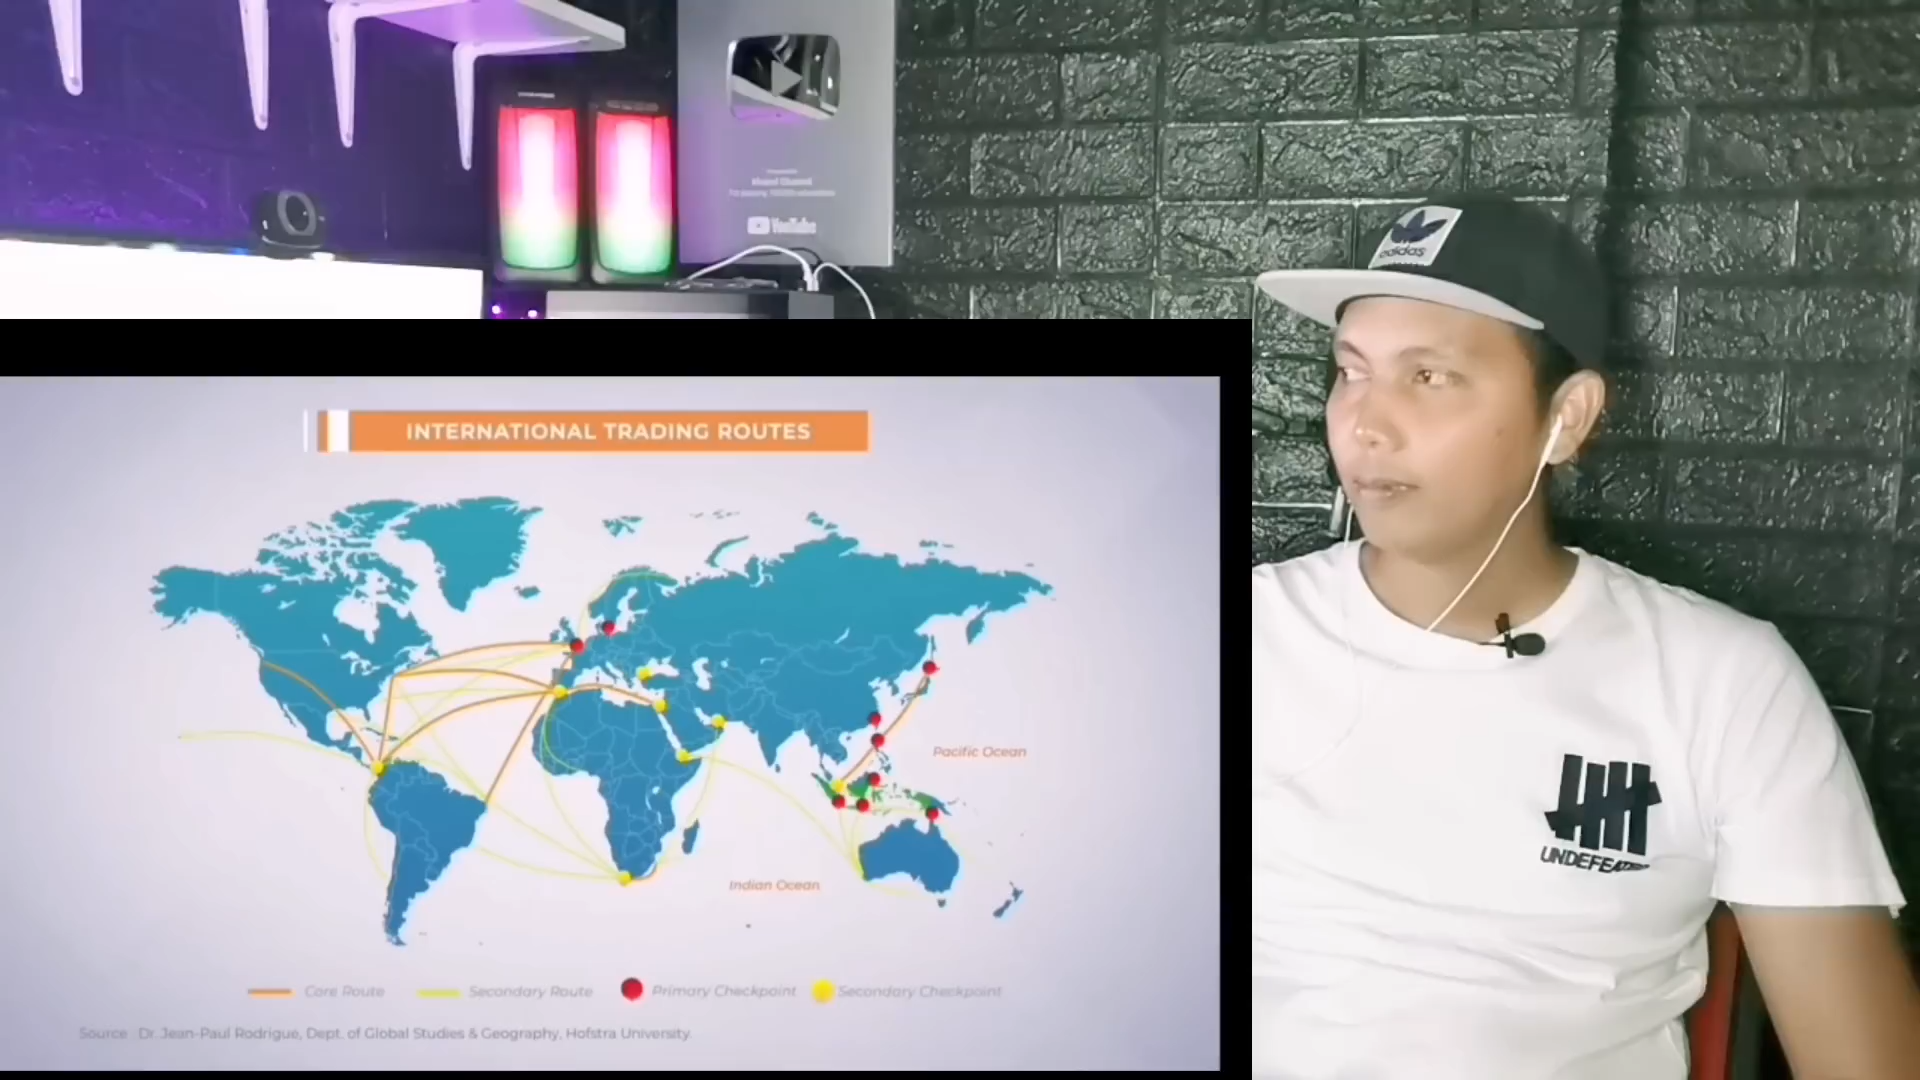 YouTube
adidas
INTERNATIONAL TRADING ROUTES
Pacific Ocean
Indian Ocean
Core Route
Secondary Route
Primary Checkpoint
Secondary Checkpoint
Source : Dr. Jean-Paul Rodrigue, Dept. of Global Studies & Geography, Hofstra University.
UNDEFEATED